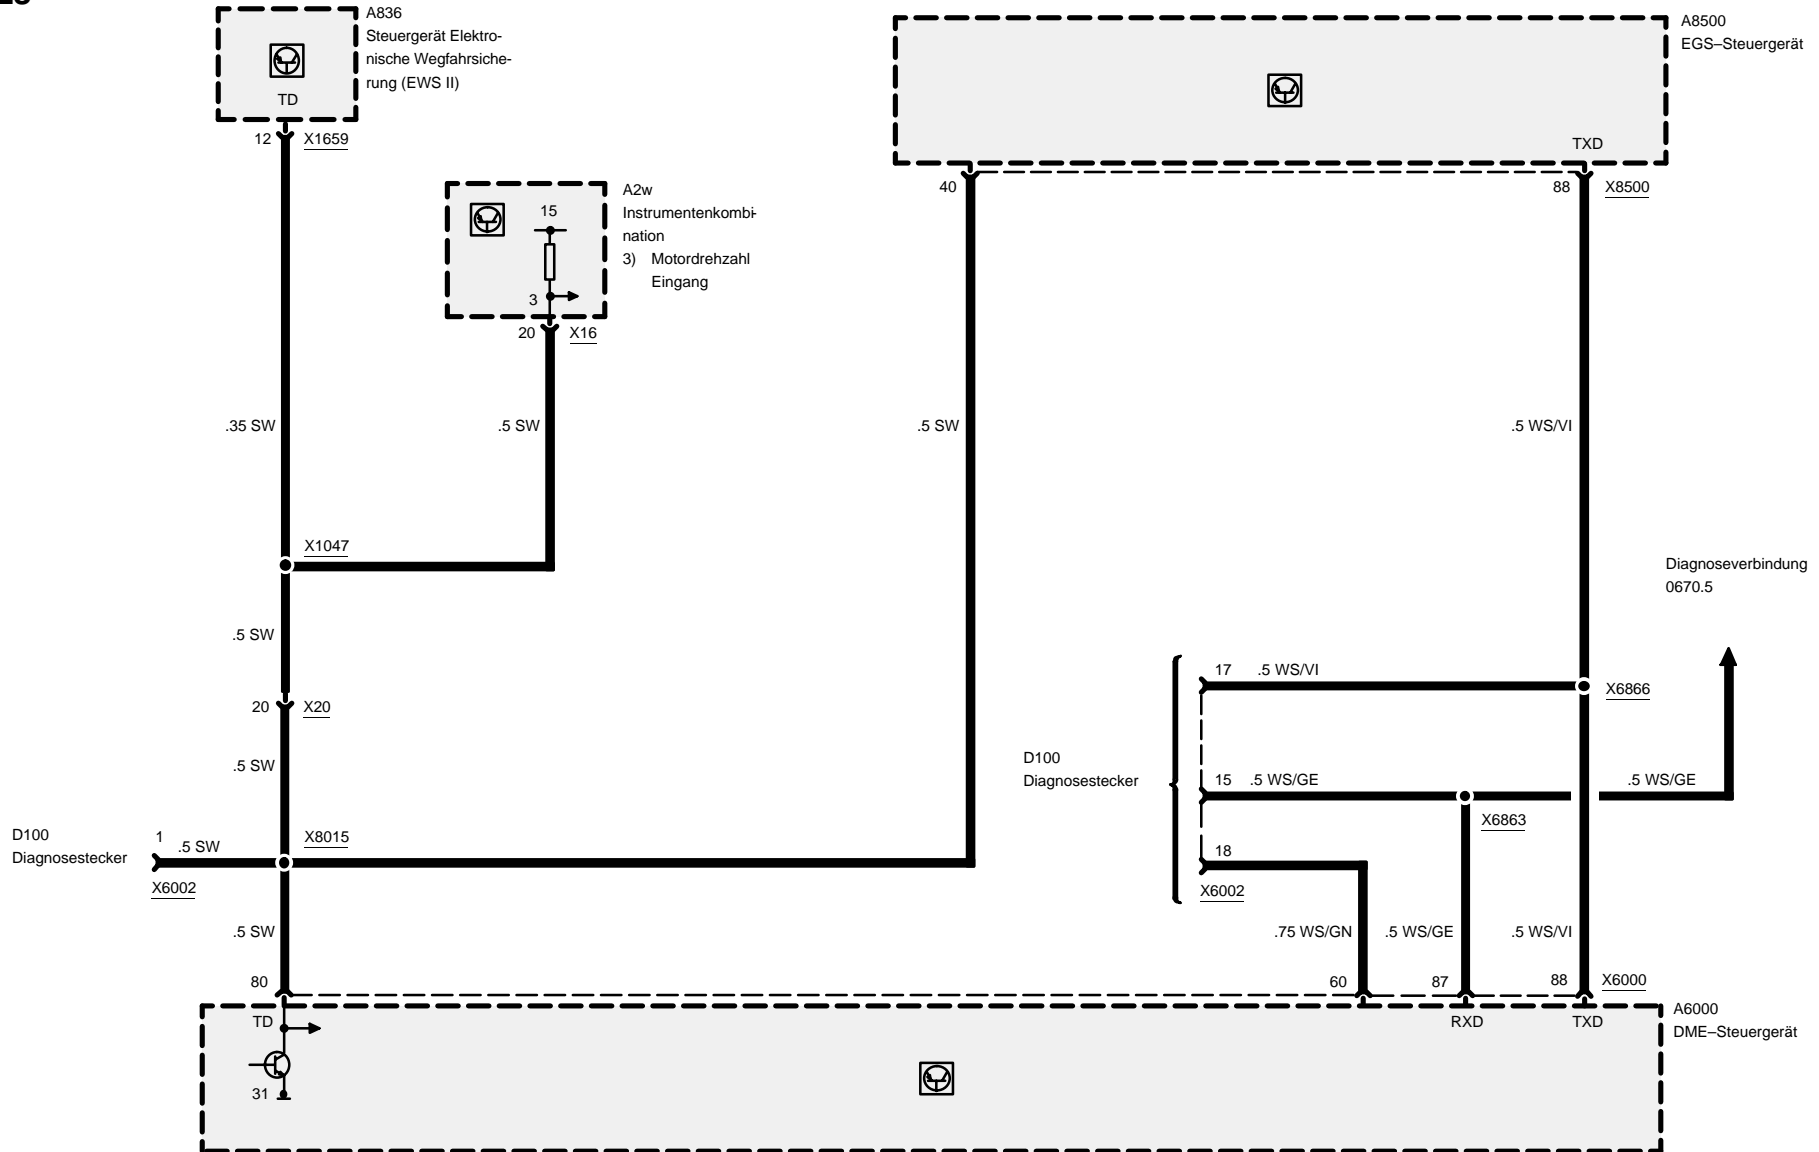 A836
Steuergerät Elektro-
nische Wegfahrsiche-
rung (EWS II)
TD
12
X1659
A8500
EGS–Steuergerät
TXD
40
88
X8500
A2w
Instrumentenkombi-
nation
3) Motordrehzahl
Eingang
15
3
20
X16
.35 SW
.5 SW
.5 SW
.5 WS/VI
X1047
Diagnoseverbindung
0670.5
.5 SW
17
.5 WS/VI
X6866
20
X20
.5 SW
D100
Diagnosestecker
15
.5 WS/GE
.5 WS/GE
X6863
D100
Diagnosestecker
1
.5 SW
X8015
X6002
18
X6002
.5 SW
.75 WS/GN
.5 WS/GE
.5 WS/VI
80
60
87
88
X6000
TD
RXD
TXD
A6000
DME–Steuergerät
31